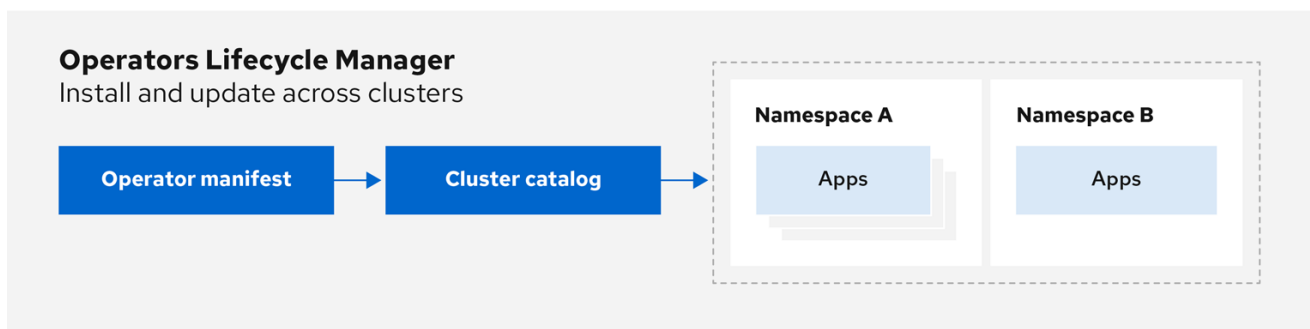 Operators Lifecycle Manager
Install and update across clusters
Operator manifest
Cluster catalog
Namespace A
Apps
Namespace B
Apps